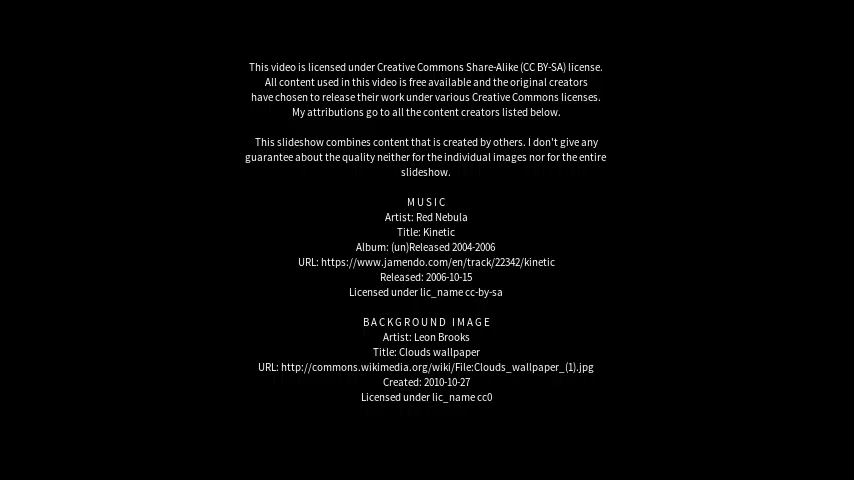 This video is licensed under Creative Commons Share-Alike (CC BY-SA) license.
All content used in this video is free available and the original creators
have chosen to release their work under various Creative Commons licenses.
My attributions go to all the content creators listed below.
This slideshow combines content that is created by others. I don't give any
guarantee about the quality neither for the individual images nor for the entire
slideshow.
MUSIC
Artist: Red Nebula
Title: Kinetic
Album: (un)Released 2004-2006
URL: https://www.jamendo.com/en/track/22342/kinetic
Released: 2006-10-15
Licensed under lic_name cc-by-sa
BACKGROUND IMAGE
Artist: Leon Brooks
Title: Clouds wallpaper
URL: http://commons.wikimedia.org/wiki/File:Clouds_wallpaper_(1).jpg
Created: 2010-10-27
Licensed under lic_name cc0